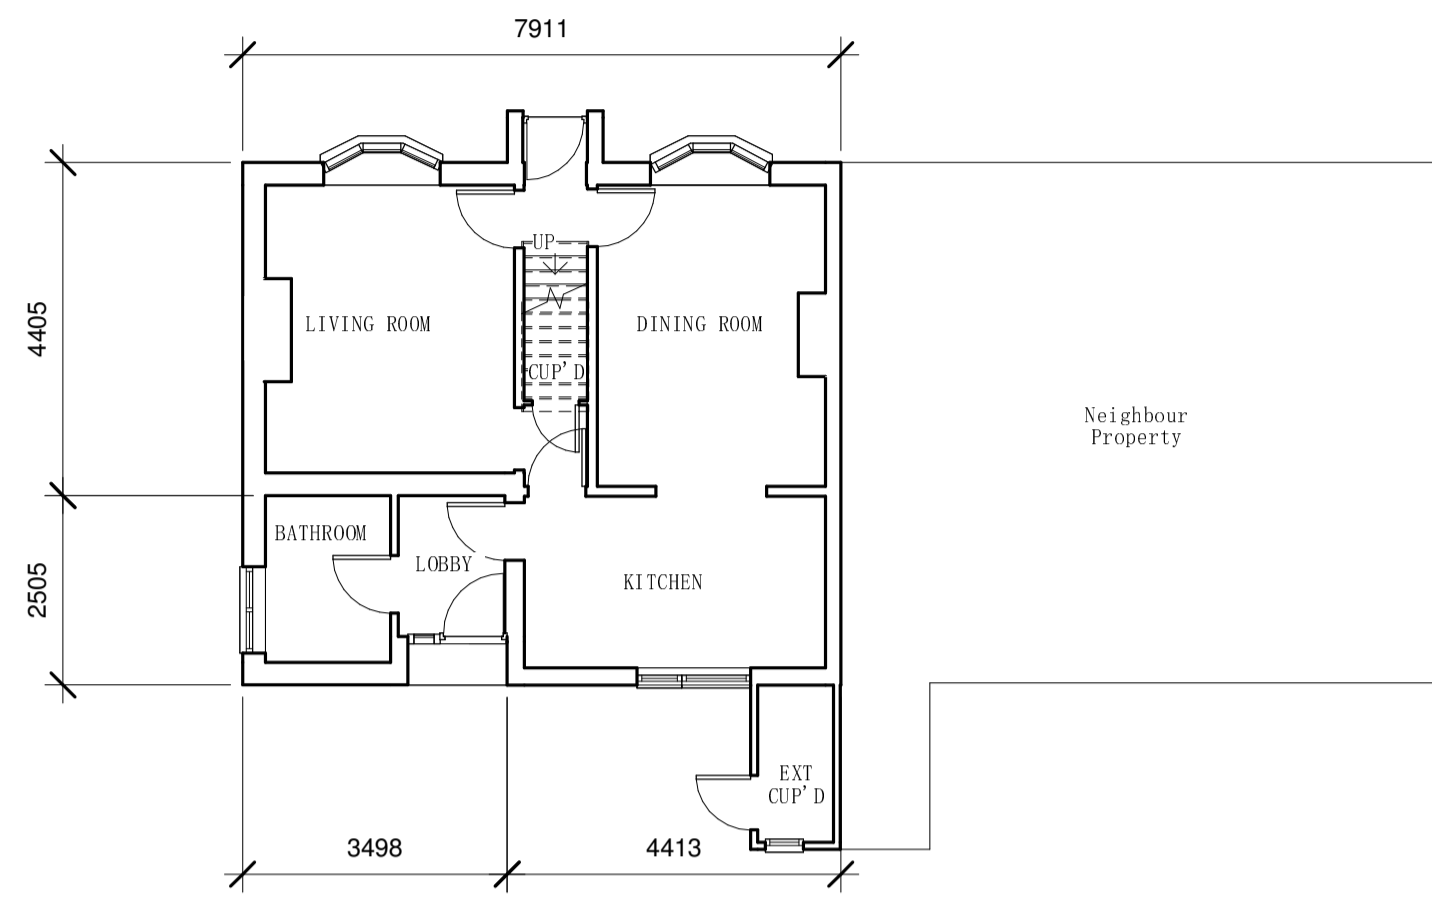 7911
UP
4405
LIVING ROOM
DINING ROOM
CUP'D
Neighbour
Property
BATHROOM
LOBBY
KITCHEN
2505
EXT
CUP'D
3498
4413